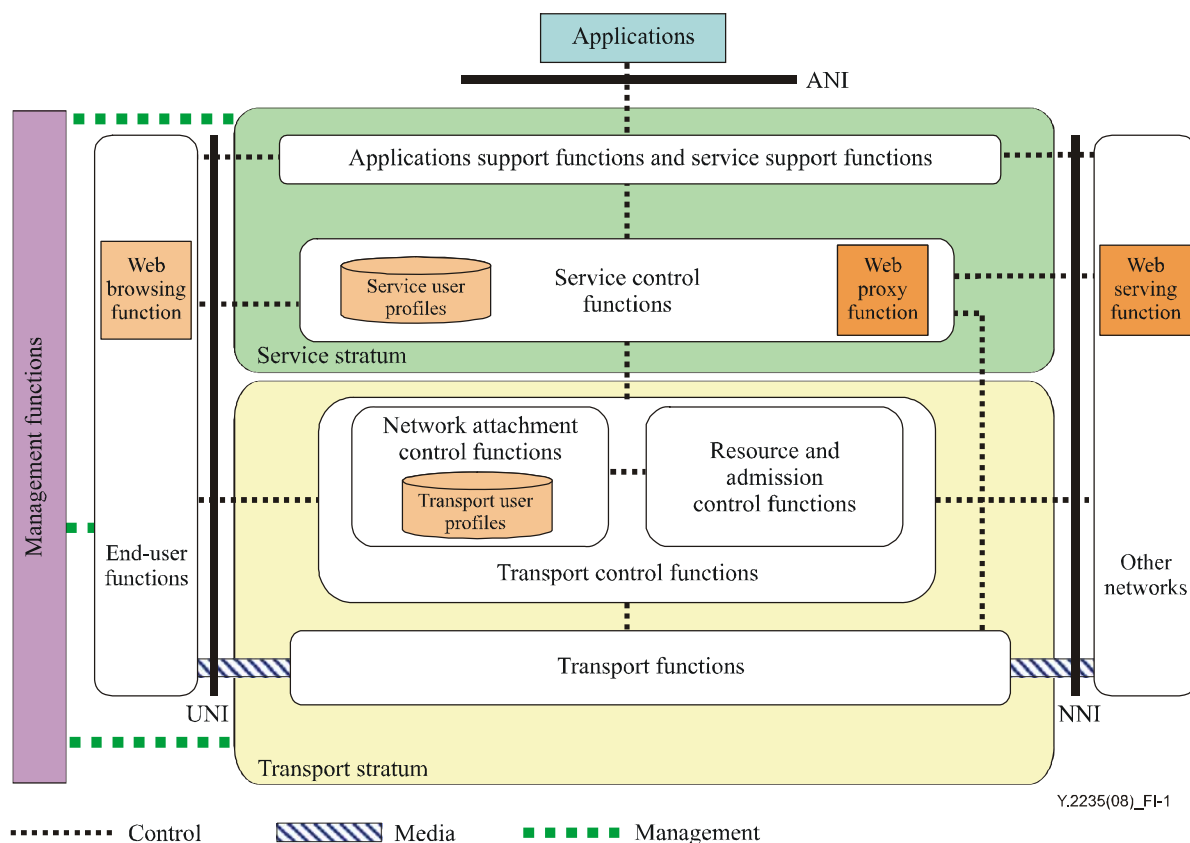 Applications
ANI
Applications support functions and service support functions
Web
browsing
function
Service user
profiles
Service control
functions
Web
proxy
function
Web
serving
function
Service stratum
Management functions
Network attachment
control functions
Transport user
profiles
Resource and
admission
control functions
End-user
functions
Transport control functions
Other
networks
Transport functions
UNI
NNI
Transport stratum
Y.2235(08)_FI-1
Control
Media
Management